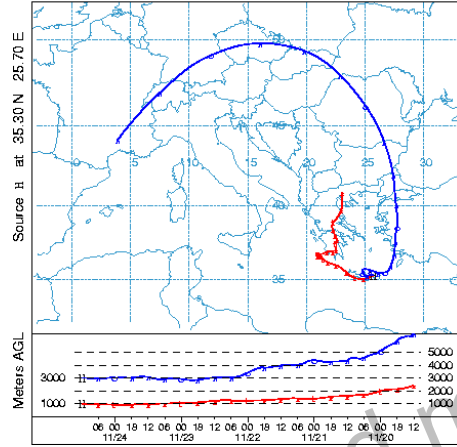 Source н at 35.30 N 25.70 E
45
40
35
0 5 10 15 20 25 30
Meters AGL
5000
3000 4000
3000
2000
1000 1000
06 00 18 12 06 00 18 12 06 00 18 12 06 00 18 12 06 00 18 12
11/24 11/23 11/22 11/21 11/20